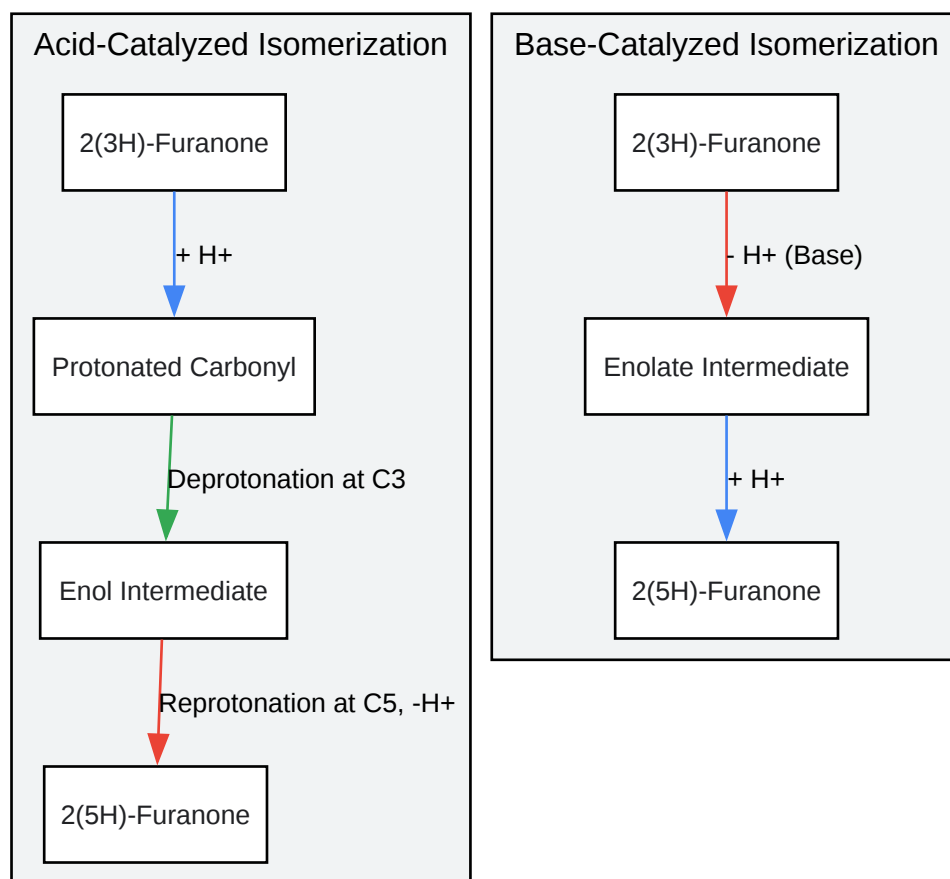 Acid-Catalyzed Isomerization
2(3H)-Furanone
+ H+
Protonated Carbonyl
Deprotonation at C3
Enol Intermediate
Reprotonation at C5, -H+
2(5H)-Furanone
Base-Catalyzed Isomerization
2(3H)-Furanone
- H+ (Base)
Enolate Intermediate
+ H+
2(5H)-Furanone